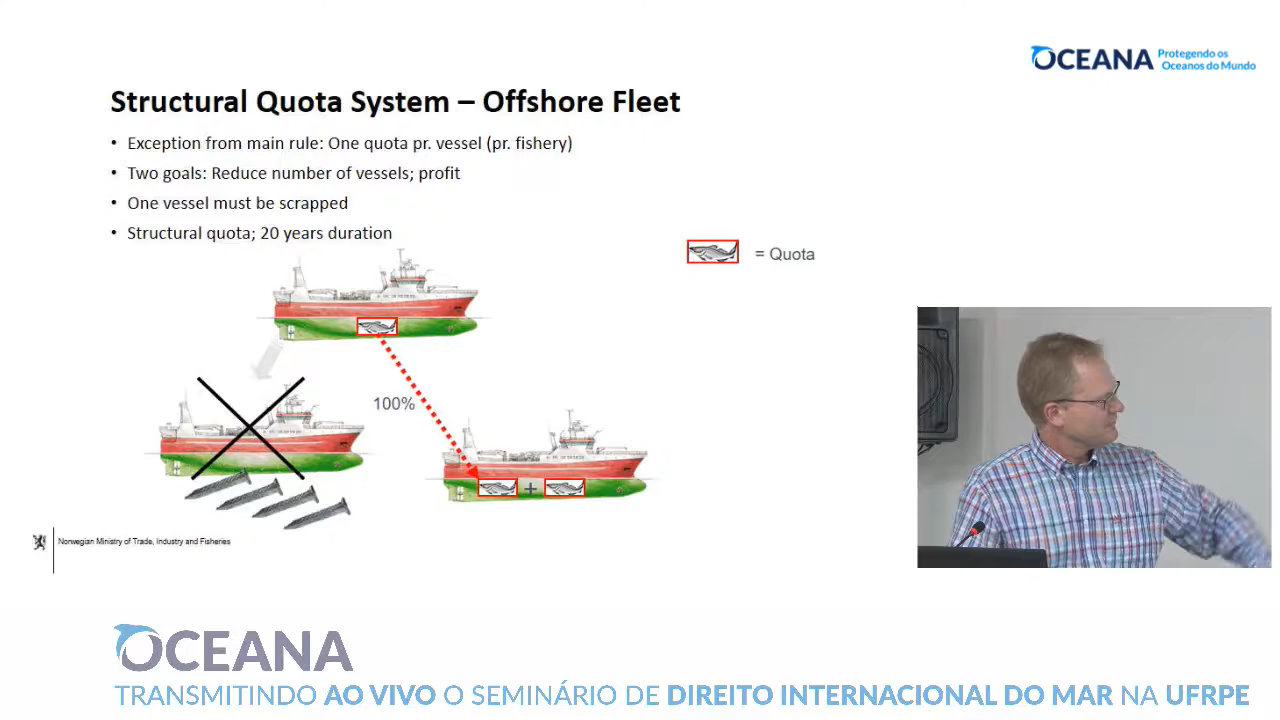 OCEANA
Protegendo os
Oceanos do Mundo
Structural Quota System – Offshore Fleet
• Exception from main rule: One quota pr. vessel (pr. fishery)
• Two goals: Reduce number of vessels; profit
• One vessel must be scrapped
• Structural quota; 20 years duration
= Quota
100%
+
Norwegian Ministry of Trade, Industry and Fisheries
OCEANA
TRANSMITINDO AO VIVO O SEMINÁRIO DE DIREITO INTERNACIONAL DO MAR NA UFRPE